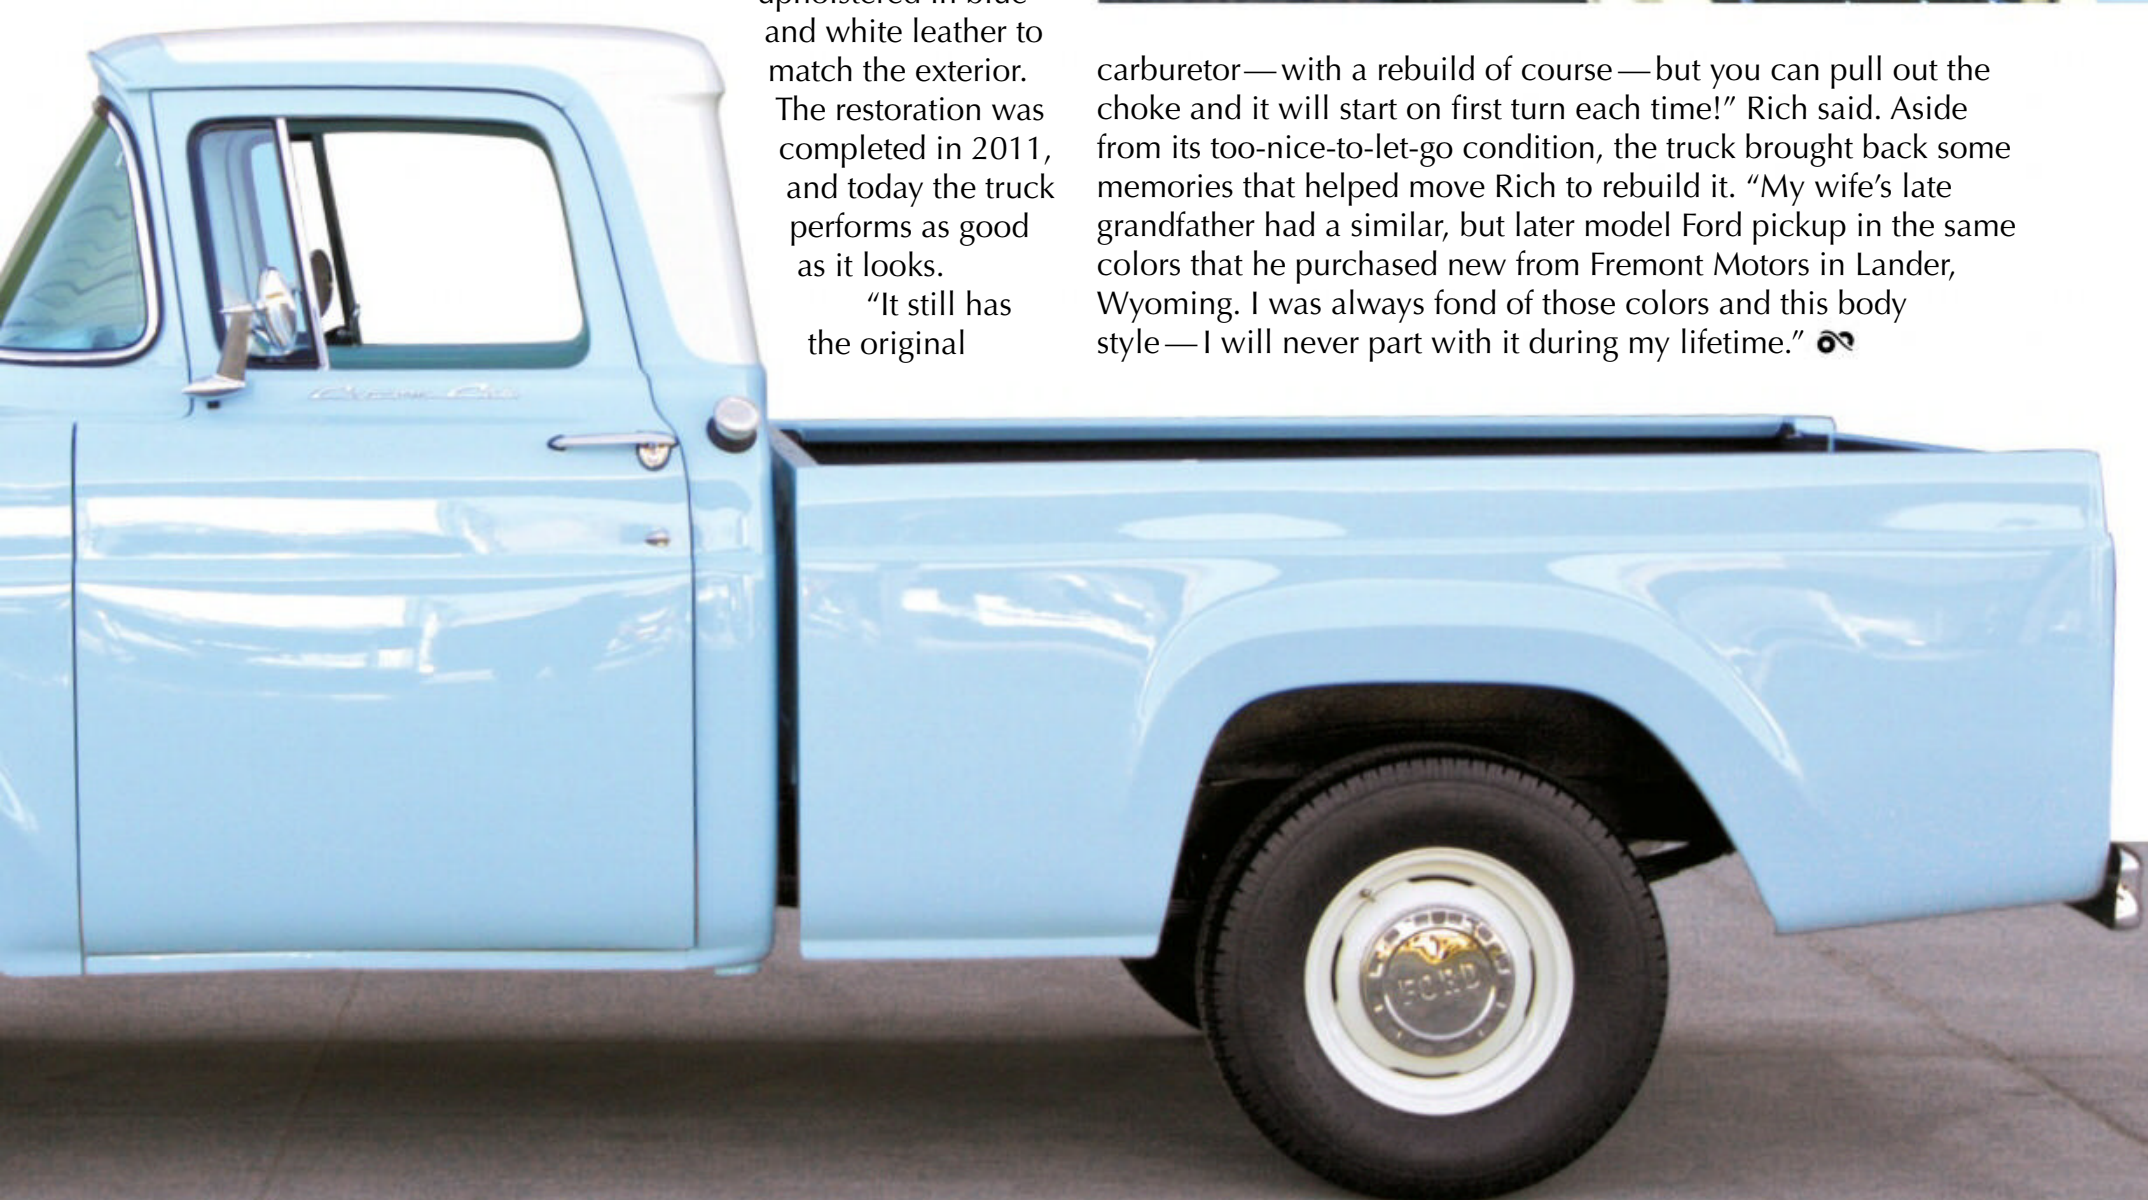 upholstered in blue
and white leather to
match the exterior.
The restoration was
completed in 2011,
and today the truck
performs as good
as it looks.
“It still has
the original
carburetor — with a rebuild of course — but you can pull out the
choke and it will start on first turn each time!” Rich said. Aside
from its too-nice-to-let-go condition, the truck brought back some
memories that helped move Rich to rebuild it. “My wife’s late
grandfather had a similar, but later model Ford pickup in the same
colors that he purchased new from Fremont Motors in Lander,
Wyoming. I was always fond of those colors and this body
style — I will never part with it during my lifetime.”
Custom Cab
FORD